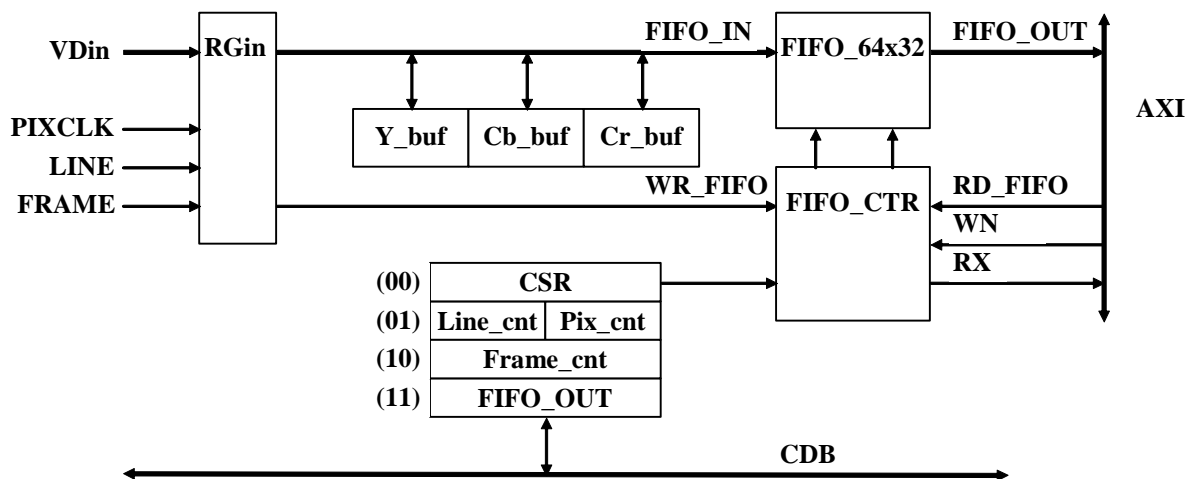 VDin
RGin
FIFO_IN
FIFO_64x32
FIFO_OUT
AXI
PIXCLK
LINE
FRAME
Y_buf
Cb_buf
Cr_buf
WR_FIFO
FIFO_CTR
RD_FIFO
WN
RX
(00) CSR
(01) Line_cnt Pix_cnt
(10) Frame_cnt
(11) FIFO_OUT
CDB